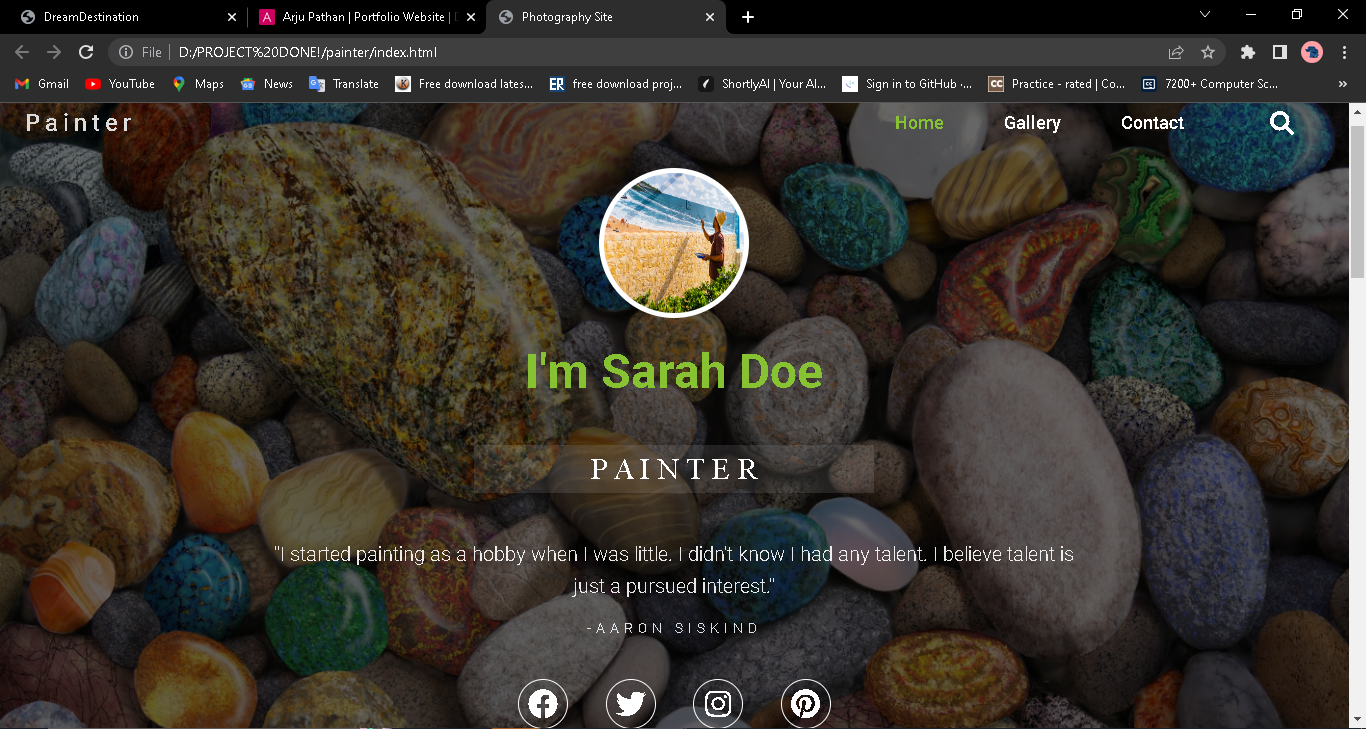 DreamDestination
Arju Pathan | Portfolio Website |
Photography Site
File
D:/PROJECT%20DONE!/painter/index.html
Gmail
YouTube
Maps
News
Translate
Free download lates...
ER
free download proj...
ShortlyAI | Your AI...
Sign in to GitHub ·...
CC
Practice - rated | Co...
7200+ Computer Sc...
»
Painter
Home
Gallery
Contact
I'm Sarah Doe
PAINTER
"I started painting as a hobby when I was little. I didn't know I had any talent. I believe talent is
just a pursued interest."
-AARON SISKIND